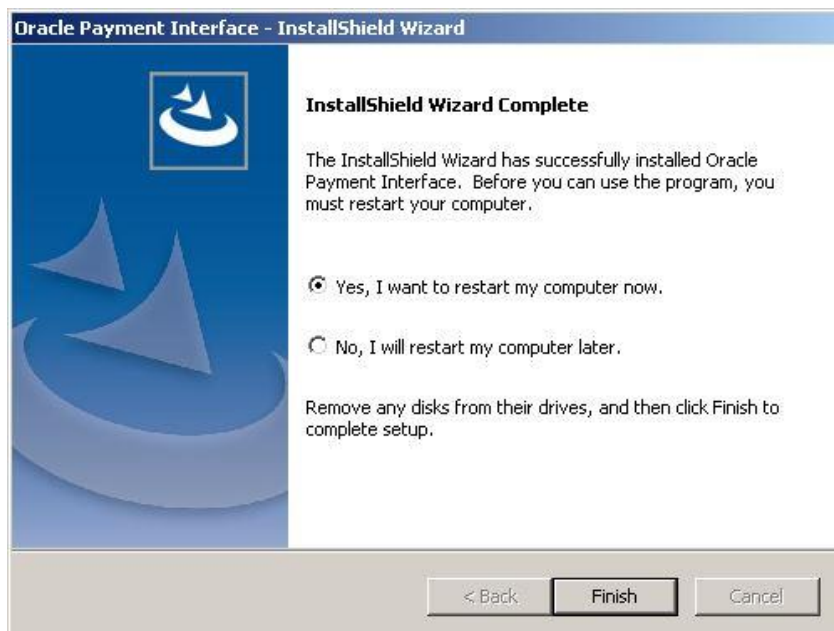 Oracle Payment Interface - InstallShield Wizard
InstallShield Wizard Complete
The InstallShield Wizard has successfully installed Oracle
Payment Interface.  Before you can use the program, you
must restart your computer.
Yes, I want to restart my computer now.
No, I will restart my computer later.
Remove any disks from their drives, and then click Finish to
complete setup.
< Back
Finish
Cancel